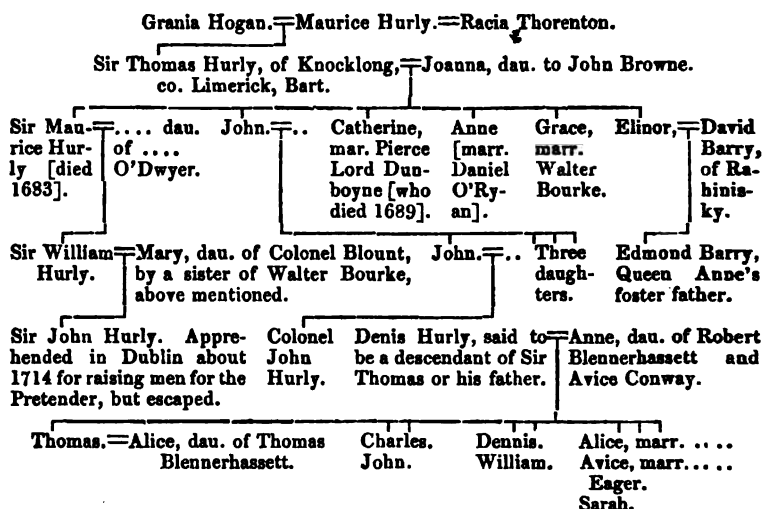 Grania Hogan.=Maurice Hurly.=Racia Thorenton.
Sir Thomas Hurly, of Knocklong,=Joanna, dau. to John Browne.
co. Limerick, Bart.
Sir Mau-
rice Hur-
ly [died
1683].
=.... dau.
of ....
O'Dwyer.
John.=..
Catherine,
mar. Pierce
Lord Dun-
boyne [who
died 1689].
Anne
[marr.
Daniel
O'Ry-
an].
Grace,
marr.
Walter
Bourke.
Elinor,=David
Barry,
of Ra-
hinis-
ky.
Sir William=Mary, dau. of Colonel Blount,
Hurly.
by a sister of Walter Bourke,
above mentioned.
John.=..
Three
daugh-
ters.
Edmond Barry,
Queen Anne's
foster father.
Sir John Hurly. Appre-
hended in Dublin about
1714 for raising men for the
Pretender, but escaped.
Colonel
John
Hurly.
Denis Hurly, said to
be a descendant of Sir
Thomas or his father.
=Anne, dau. of Robert
Blennerhassett and
Avice Conway.
Thomas.=Alice, dau. of Thomas
Blennerhassett.
Charles.
John.
Dennis.
William.
Alice, marr. ....
Avice, marr.....
Eager.
Sarah.